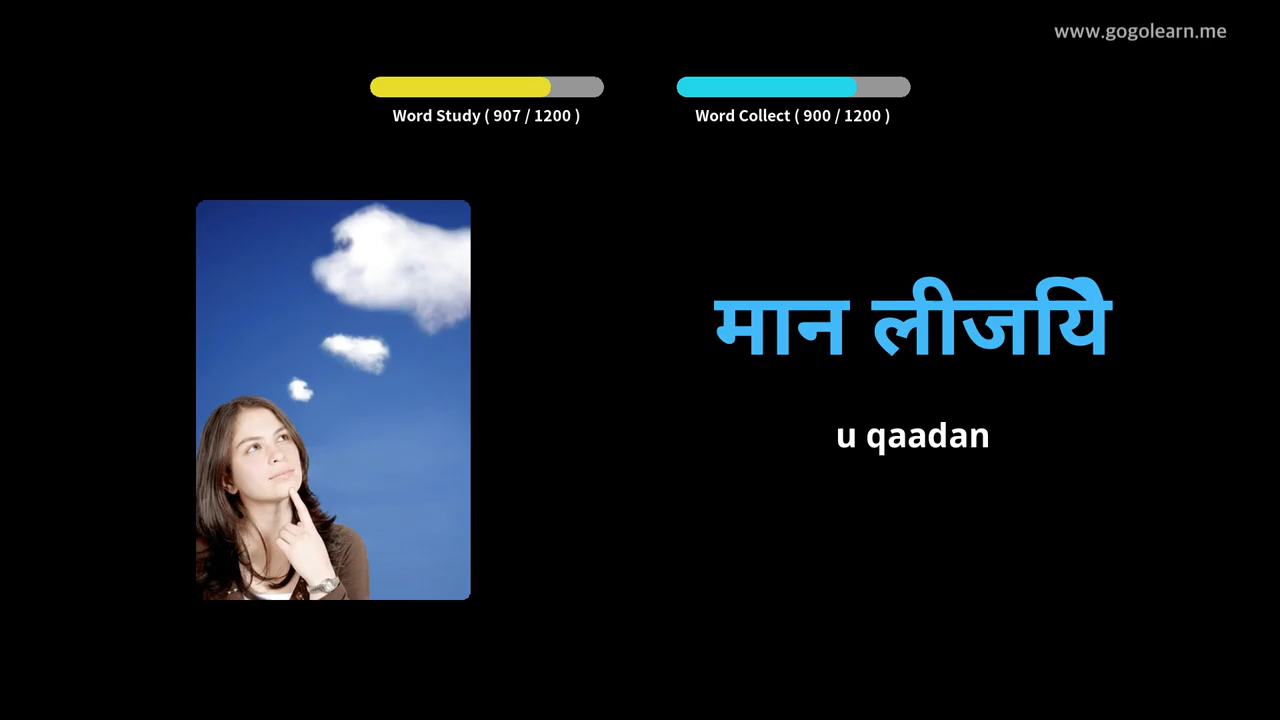 www.gogolearn.me
Word Study ( 907 / 1200 )
Word Collect ( 900 / 1200 )
मान लीजिये
u qaadan